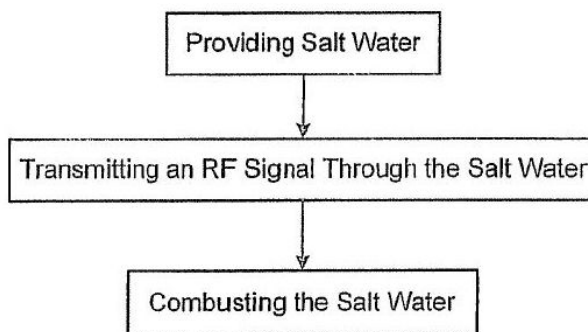 Providing Salt Water
Transmitting an RF Signal Through the Salt Water
Combusting the Salt Water